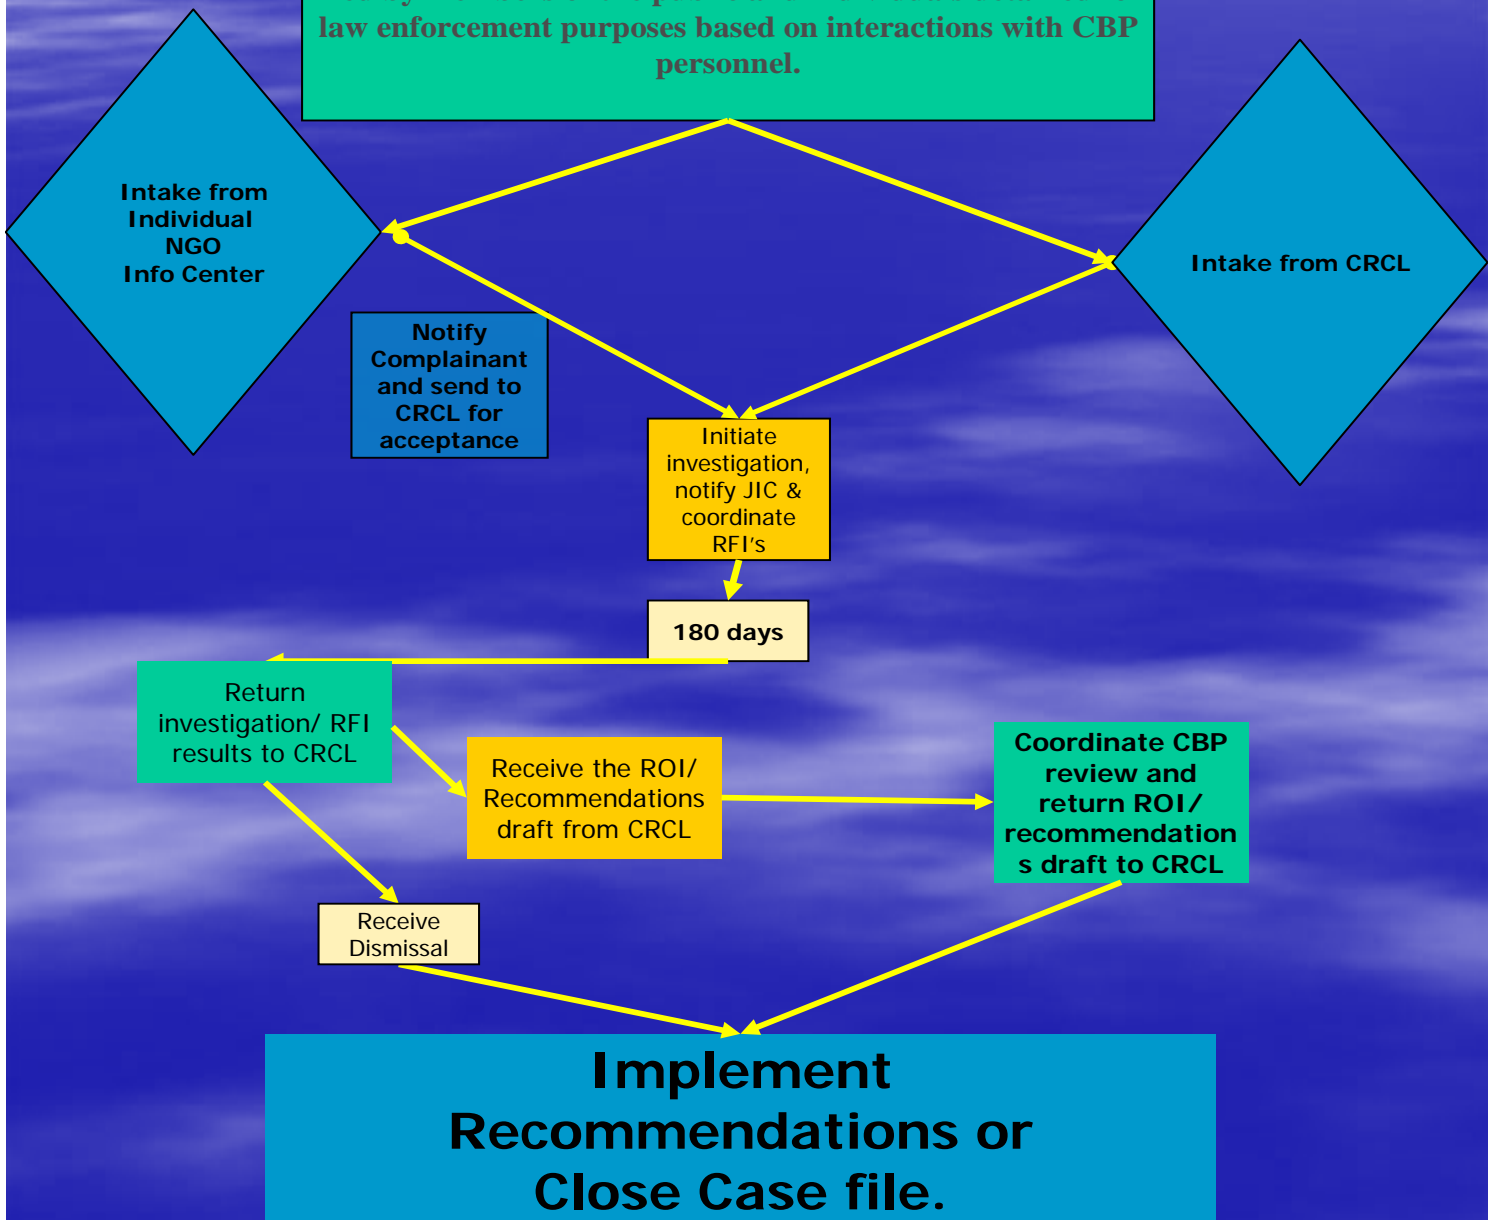 law enforcement purposes based on interactions with CBP
personnel.
Intake from
Individual
NGO
Info Center
Intake from CRCL
Notify
Complainant
and send to
CRCL for
acceptance
Initiate
investigation,
notify JIC &
coordinate
RFI's
180 days
Return
investigation/ RFI
results to CRCL
Receive the ROI/
Recommendations
draft from CRCL
Coordinate CBP
review and
return ROI/
recommendation
s draft to CRCL
Receive
Dismissal
Implement
Recommendations or
Close Case file.